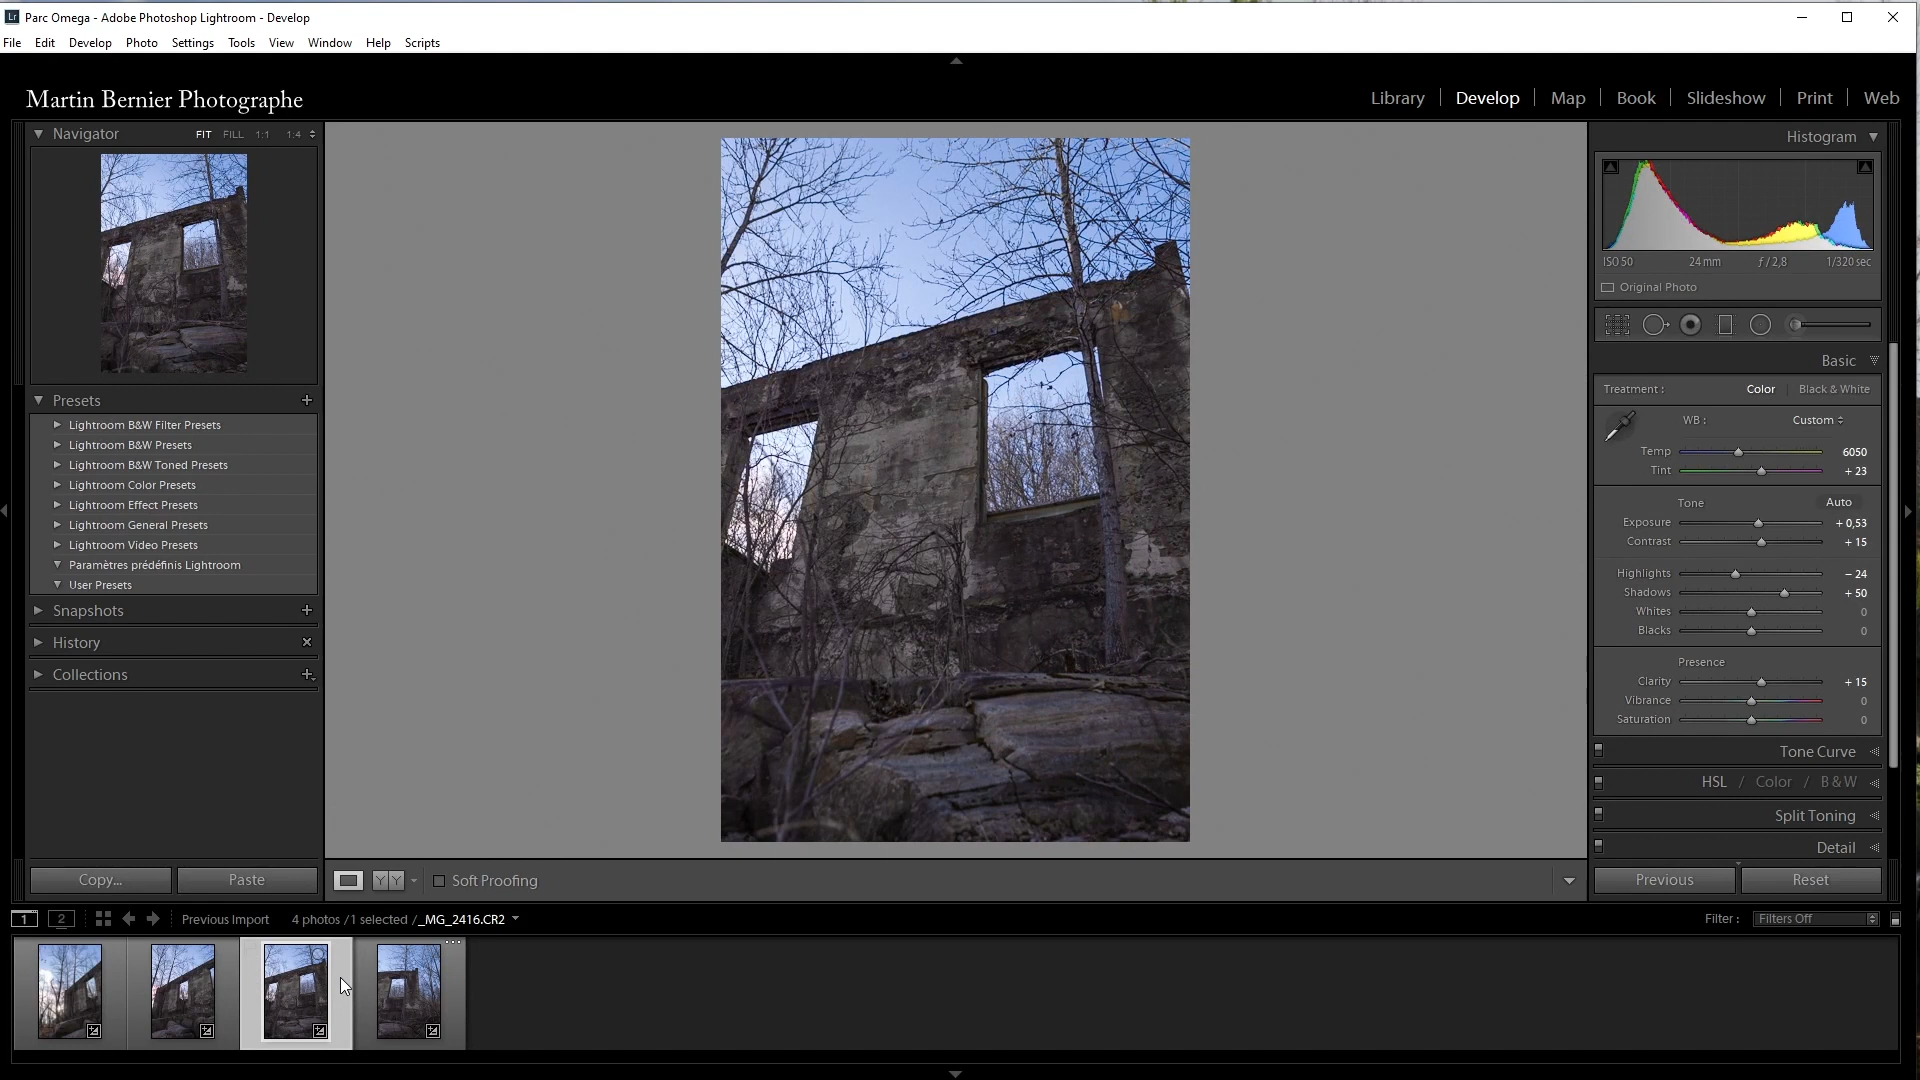 Lr Parc Omega - Adobe Photoshop Lightroom - Develop
File Edit Develop Photo Settings Tools View Window Help Scripts
Martin Bernier Photographe
Library Develop Map Book Slideshow Print Web
Navigator FIT FILL 1:1 1:4
Presets
Lightroom B&W Filter Presets
Lightroom B&W Presets
Lightroom B&W Toned Presets
Lightroom Color Presets
Lightroom Effect Presets
Lightroom General Presets
Lightroom Video Presets
Paramètres prédéfinis Lightroom
User Presets
Snapshots
History
Collections
Copy... Paste
Histogram
ISO 50 24 mm ƒ / 2,8 1/320 sec
Original Photo
Basic
Treatment : Color Black & White
WB : Custom
Temp 6050
Tint + 23
Tone Auto
Exposure + 0,53
Contrast + 15
Highlights − 24
Shadows + 50
Whites 0
Blacks 0
Presence
Clarity + 15
Vibrance 0
Saturation 0
Tone Curve
HSL / Color / B & W
Split Toning
Detail
Previous Reset
Y Y Soft Proofing
1 2 Previous Import 4 photos / 1 selected / _MG_2416.CR2 Filter : Filters Off